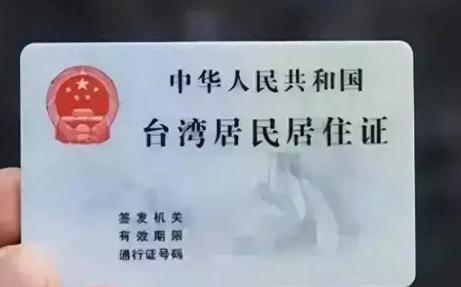 中华人民共和国
台湾居民居住证
签发机关
有效期限
通行证号码